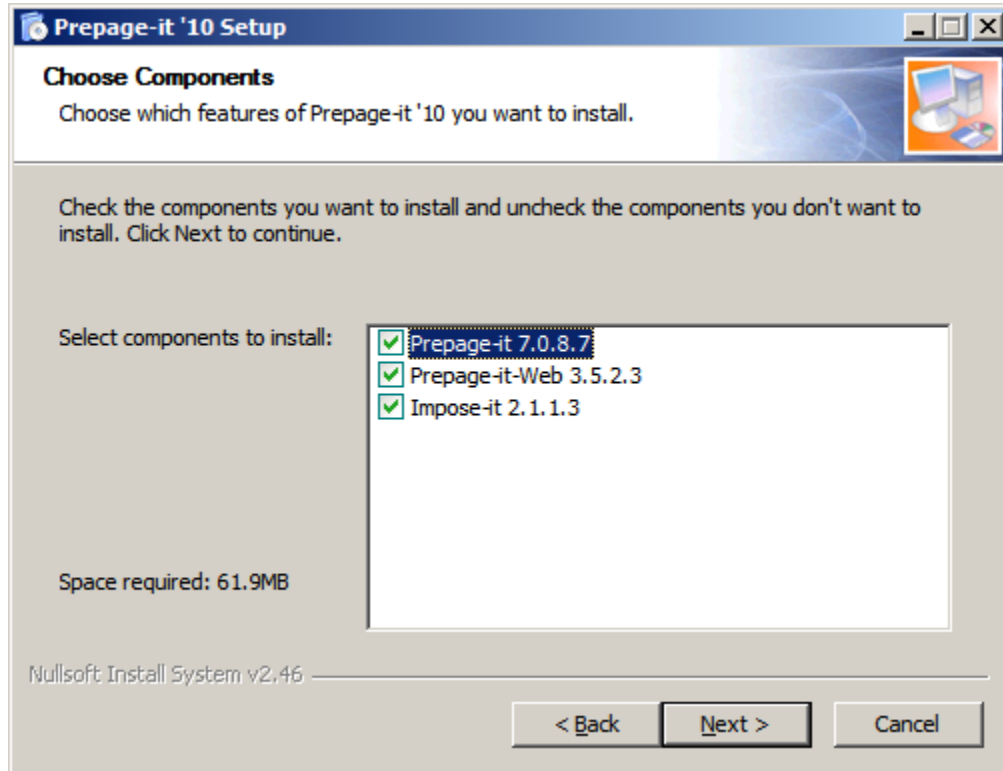 Prepage-it '10 Setup
Choose Components
Choose which features of Prepage-it '10 you want to install.
Check the components you want to install and uncheck the components you don't want to
install. Click Next to continue.
Select components to install:
Prepage-it 7.0.8.7
Prepage-it-Web 3.5.2.3
Impose-it 2.1.1.3
Space required: 61.9MB
Nullsoft Install System v2.46
< Back
Next >
Cancel